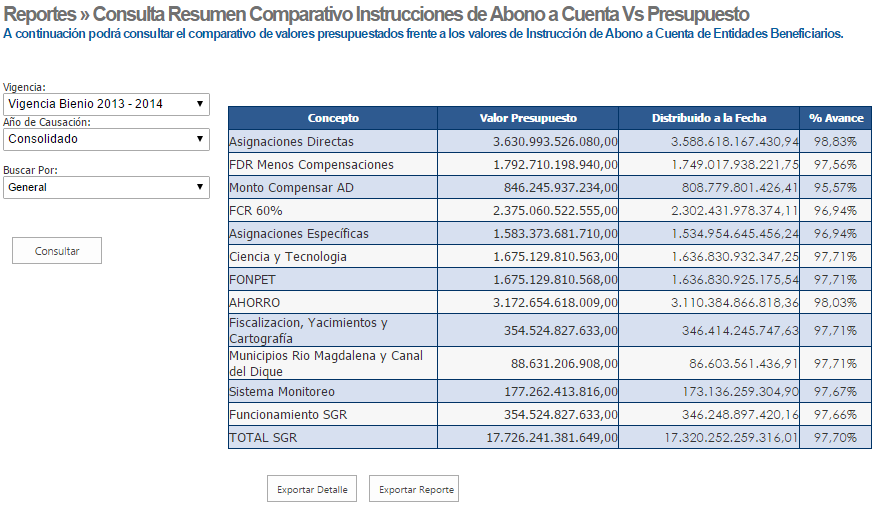 Reportes » Consulta Resumen Comparativo Instrucciones de Abono a Cuenta Vs Presupuesto
A continuación podrá consultar el comparativo de valores presupuestados frente a los valores de Instrucción de Abono a Cuenta de Entidades Beneficiarios.
Vigencia:
Vigencia Bienio 2013 - 2014
Año de Causación:
Consolidado
Buscar Por:
General
Consultar
Concepto Valor Presupuesto Distribuido a la Fecha % Avance
Asignaciones Directas 3.630.993.526.080,00 3.588.618.167.430,94 98,83%
FDR Menos Compensaciones 1.792.710.198.940,00 1.749.017.938.221,75 97,56%
Monto Compensar AD 846.245.937.234,00 808.779.801.426,41 95,57%
FCR 60% 2.375.060.522.555,00 2.302.431.978.374,11 96,94%
Asignaciones Específicas 1.583.373.681.710,00 1.534.954.645.456,24 96,94%
Ciencia y Tecnologia 1.675.129.810.563,00 1.636.830.932.347,25 97,71%
FONPET 1.675.129.810.568,00 1.636.830.925.175,54 97,71%
AHORRO 3.172.654.618.009,00 3.110.384.866.818,36 98,03%
Fiscalizacion, Yacimientos y
Cartografía 354.524.827.633,00 346.414.245.747,63 97,71%
Municipios Rio Magdalena y Canal
del Dique 88.631.206.908,00 86.603.561.436,91 97,71%
Sistema Monitoreo 177.262.413.816,00 173.136.259.304,90 97,67%
Funcionamiento SGR 354.524.827.633,00 346.248.897.420,16 97,66%
TOTAL SGR 17.726.241.381.649,00 17.320.252.259.316,01 97,70%
Exportar Detalle Exportar Reporte